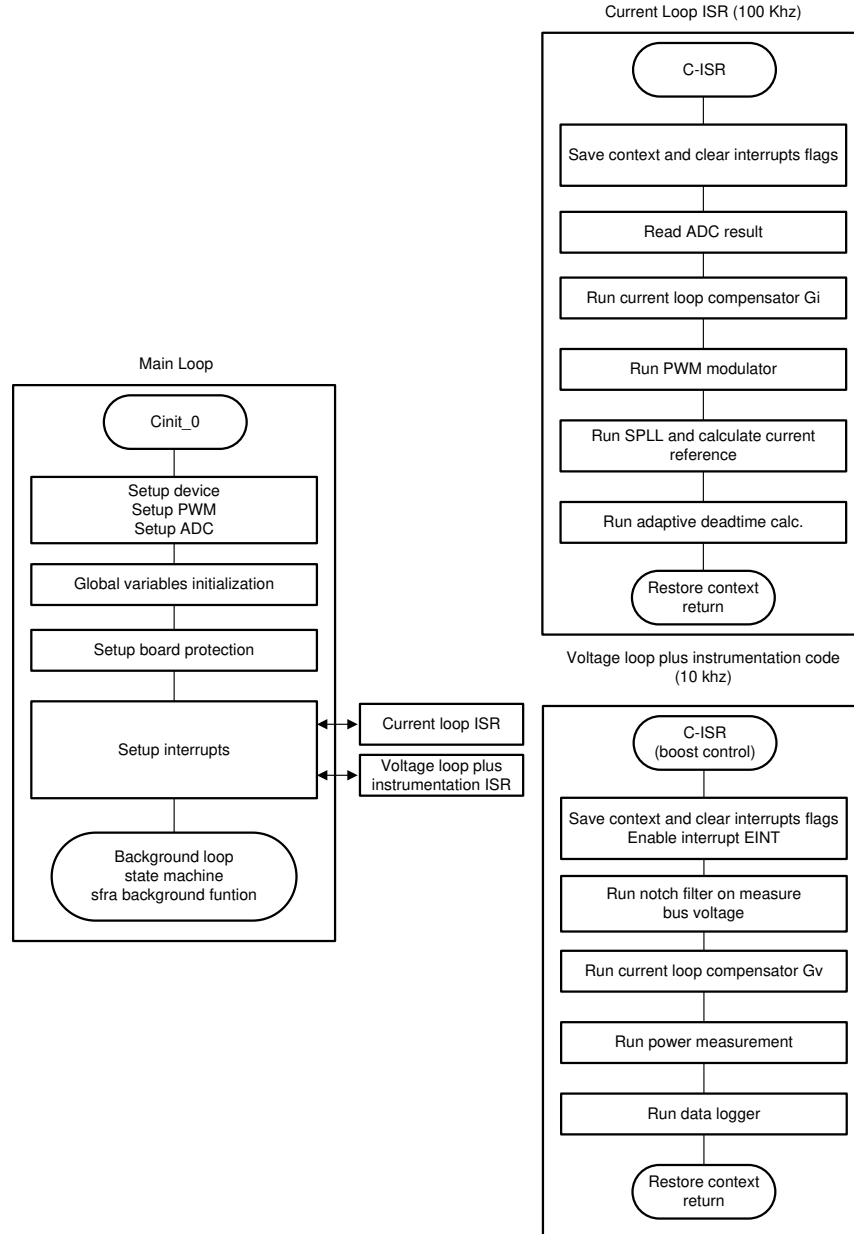 Main Loop
Cinit_0
Setup device
Setup PWM
Setup ADC
Global variables initialization
Setup board protection
Setup interrupts
Background loop
state machine
sfra background funtion
Current loop ISR
Voltage loop plus
instrumentation ISR
Current Loop ISR (100 Khz)
C-ISR
Save context and clear interrupts flags
Read ADC result
Run current loop compensator Gi
Run PWM modulator
Run SPLL and calculate current
reference
Run adaptive deadtime calc.
Restore context
return
Voltage loop plus instrumentation code
(10 khz)
C-ISR
(boost control)
Save context and clear interrupts flags
Enable interrupt EINT
Run notch filter on measure
bus voltage
Run current loop compensator Gv
Run power measurement
Run data logger
Restore context
return